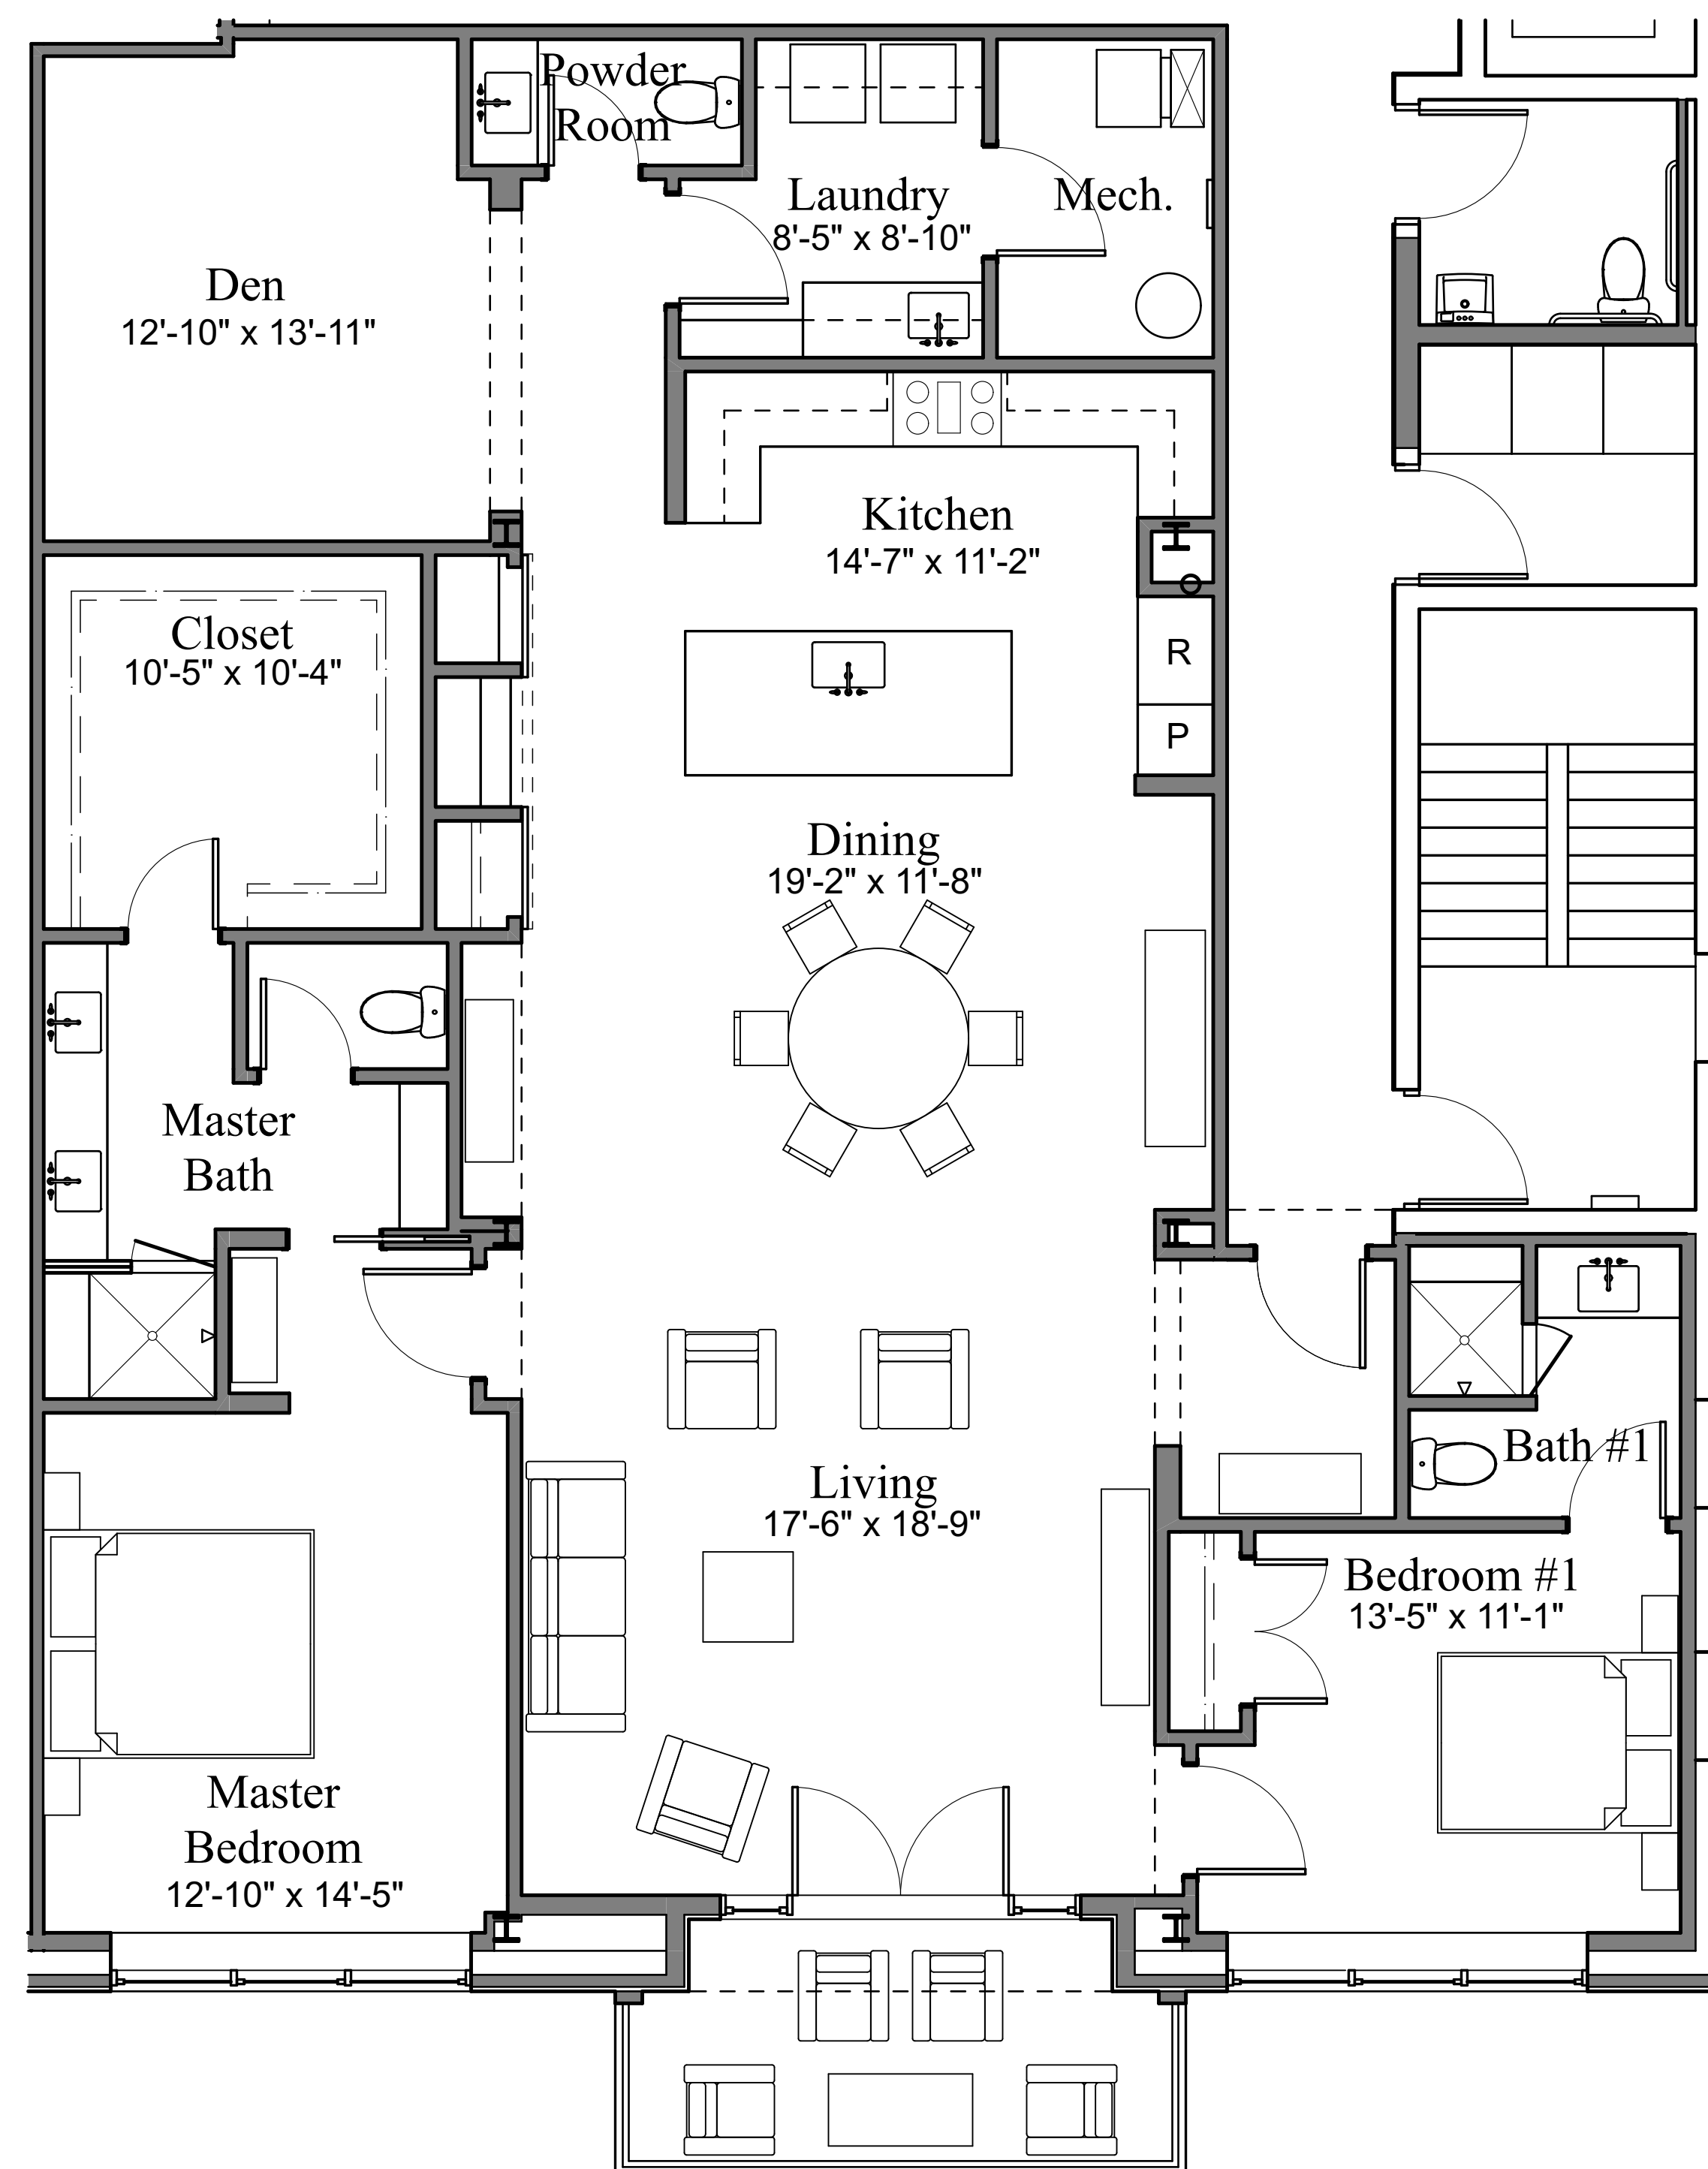 Powder
Room
Laundry
8'-5" x 8'-10"
Mech.
Den
12'-10" x 13'-11"
Kitchen
14'-7" x 11'-2"
Closet
10'-5" x 10'-4"
R
P
Dining
19'-2" x 11'-8"
Master
Bath
Bath #1
Living
17'-6" x 18'-9"
Bedroom #1
13'-5" x 11'-1"
Master
Bedroom
12'-10" x 14'-5"